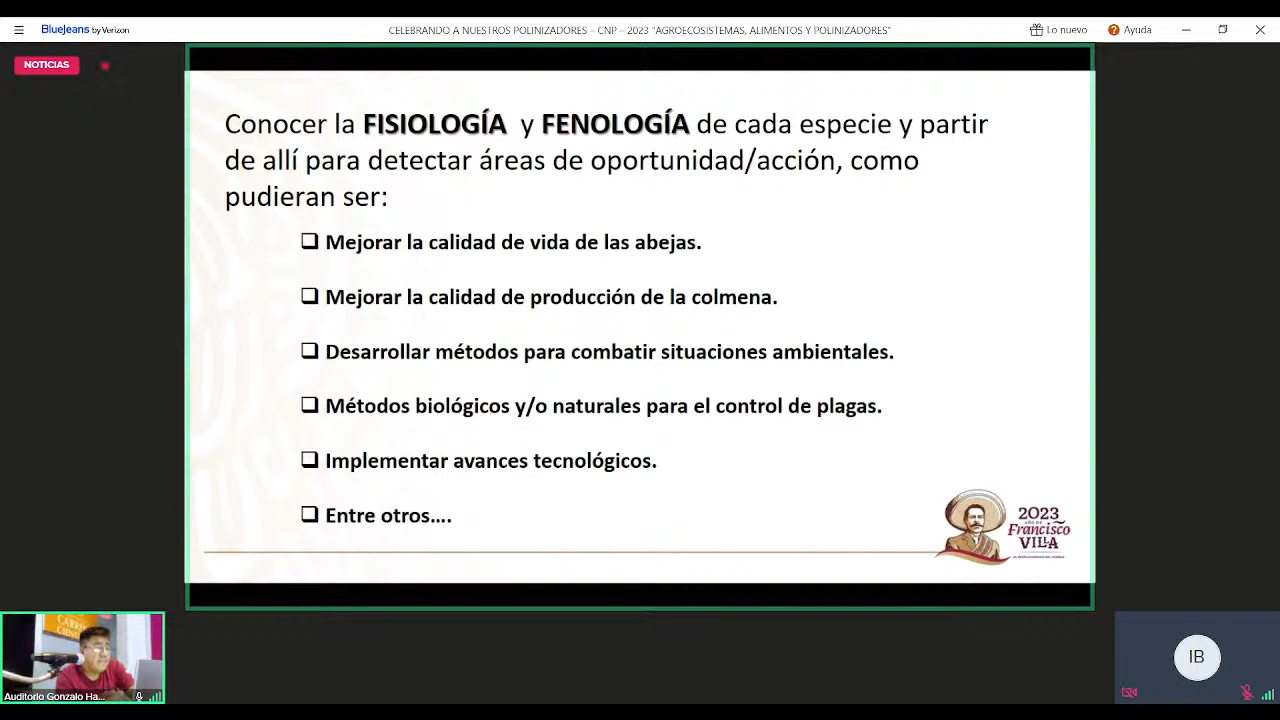 BlueJeans by Verizon
CELEBRANDO A NUESTROS POLINIZADORES – CNP – 2023 "AGROECOSISTEMAS, ALIMENTOS Y POLINIZADORES"
Lo nuevo
Ayuda
NOTICIAS
Conocer la FISIOLOGÍA y FENOLOGÍA de cada especie y partir
de allí para detectar áreas de oportunidad/acción, como
pudieran ser:
Mejorar la calidad de vida de las abejas.
Mejorar la calidad de producción de la colmena.
Desarrollar métodos para combatir situaciones ambientales.
Métodos biológicos y/o naturales para el control de plagas.
Implementar avances tecnológicos.
Entre otros....
2023
AÑO DE
Francisco
VILLA
CARRE
CIENT
Auditorio Gonzalo Ha...
IB